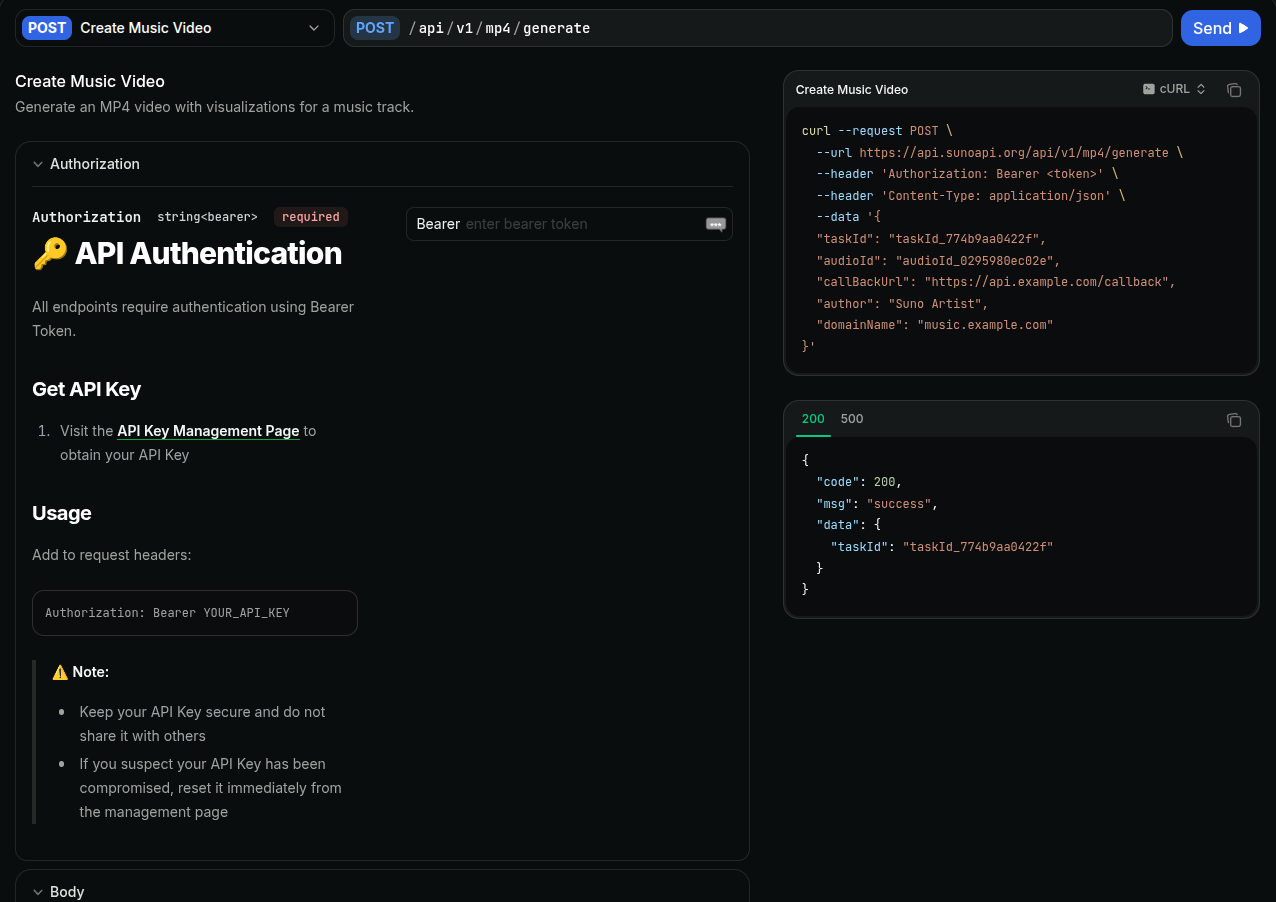 POST Create Music Video
POST /api/v1/mp4/generate
Send
Create Music Video
Generate an MP4 video with visualizations for a music track.
Authorization
Authorization string<bearer> required
🔑 API Authentication
All endpoints require authentication using Bearer
Token.
Get API Key
1. Visit the API Key Management Page to
obtain your API Key
Usage
Add to request headers:
Authorization: Bearer YOUR_API_KEY
⚠️ Note:
• Keep your API Key secure and do not
share it with others
• If you suspect your API Key has been
compromised, reset it immediately from
the management page
Bearer enter bearer token
Body
Create Music Video
cURL
curl --request POST \
  --url https://api.sunoapi.org/api/v1/mp4/generate \
  --header 'Authorization: Bearer <token>' \
  --header 'Content-Type: application/json' \
  --data '{
  "taskId": "taskId_774b9aa0422f",
  "audioId": "audioId_0295980ec02e",
  "callBackUrl": "https://api.example.com/callback",
  "author": "Suno Artist",
  "domainName": "music.example.com"
}'
200 500
{
  "code": 200,
  "msg": "success",
  "data": {
    "taskId": "taskId_774b9aa0422f"
  }
}